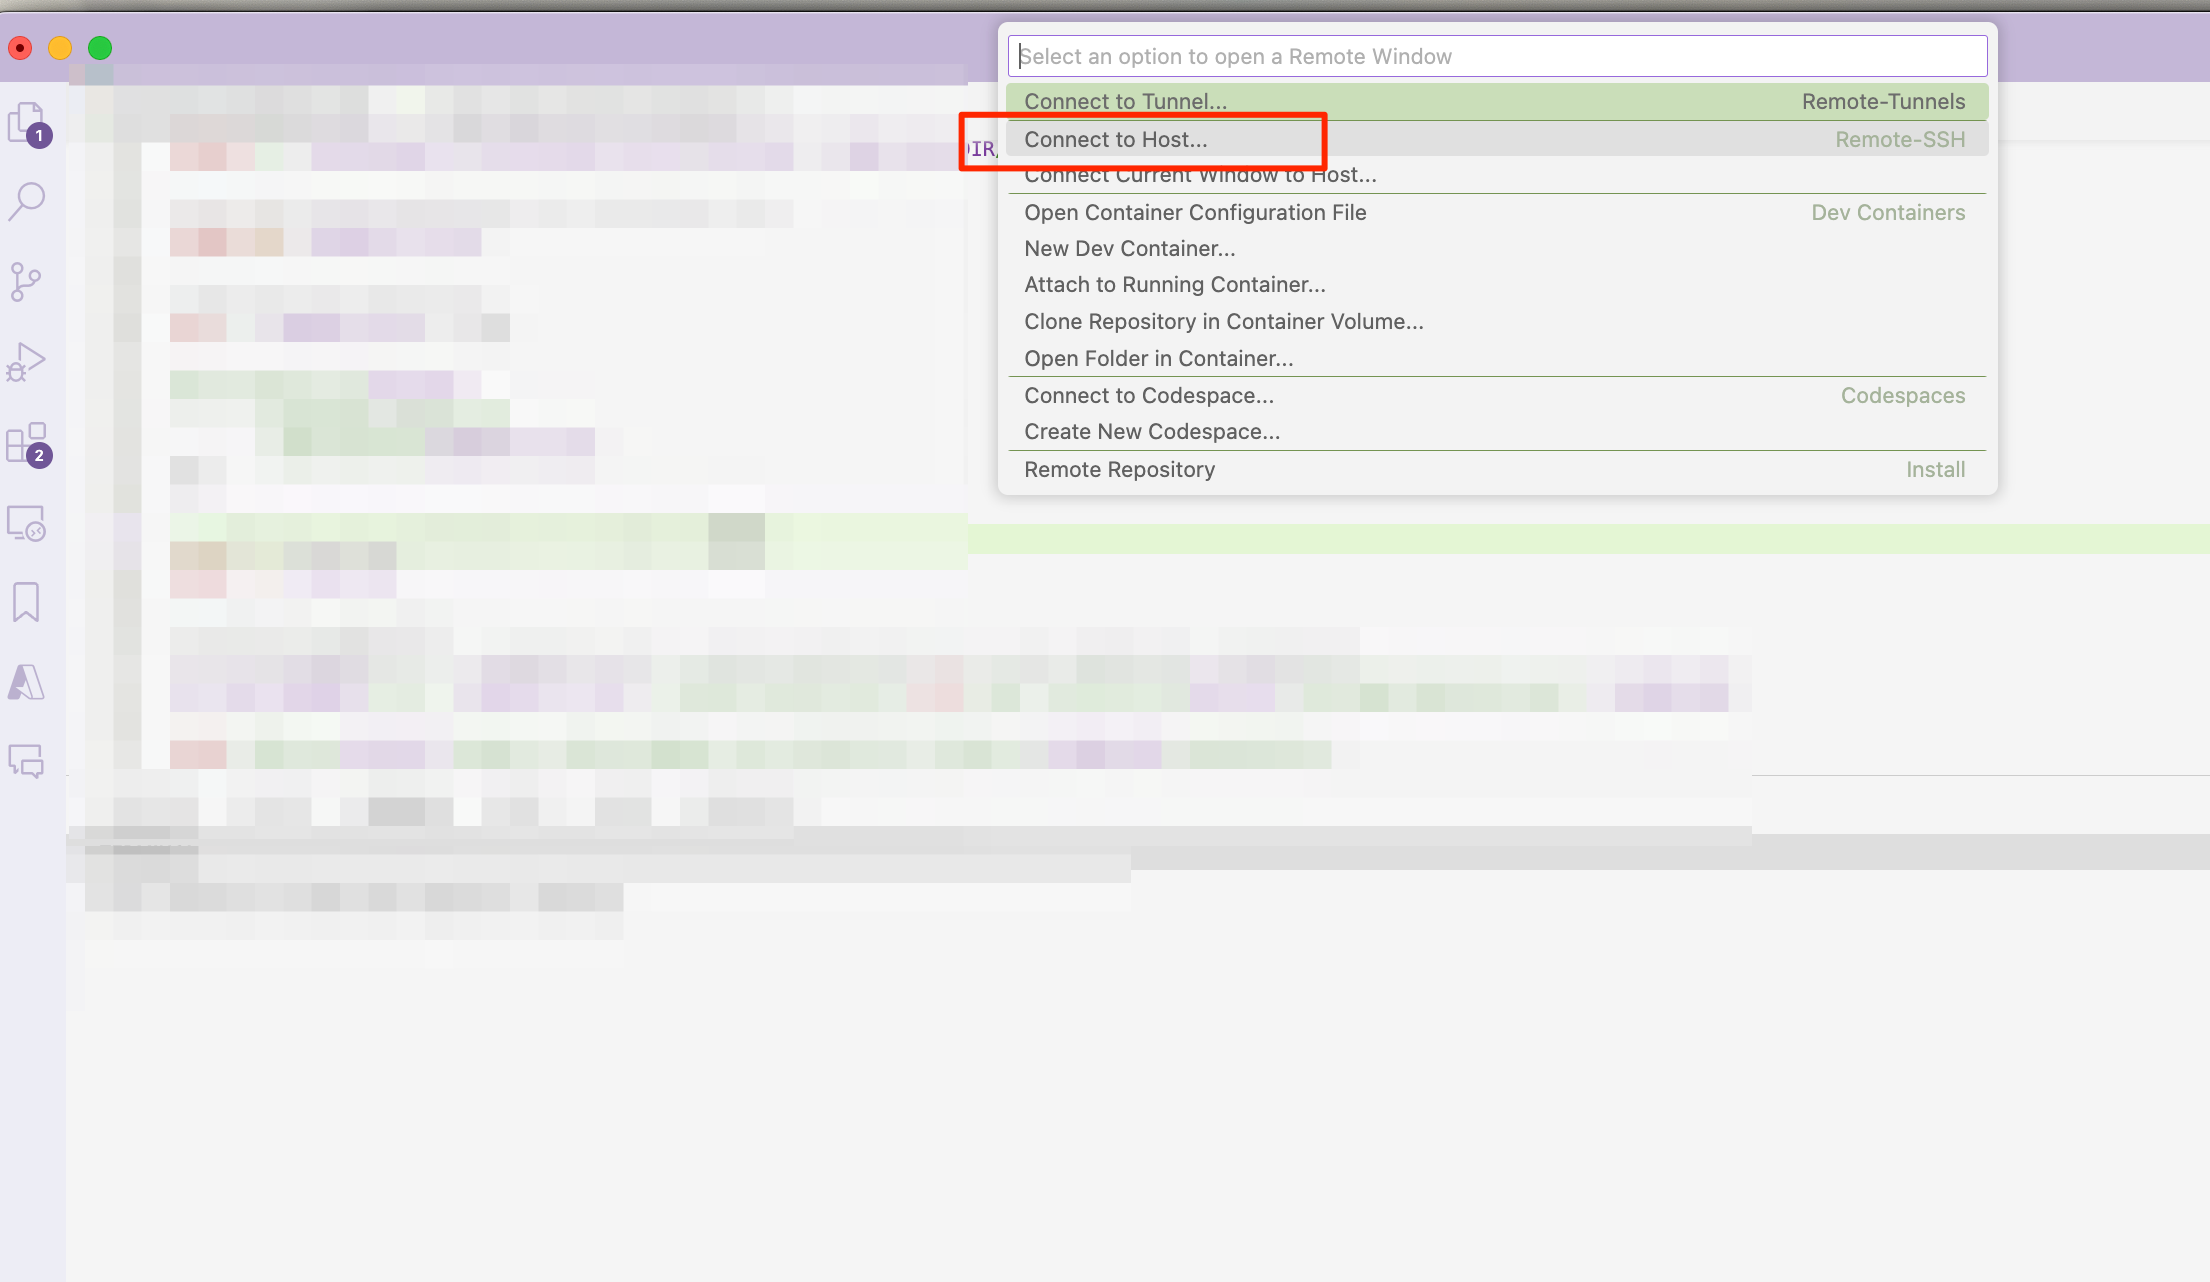 Select an option to open a Remote Window
Connect to Tunnel... Remote-Tunnels
DIR/
Connect to Host... Remote-SSH
Connect Current Window to Host...
Open Container Configuration File Dev Containers
New Dev Container...
Attach to Running Container...
Clone Repository in Container Volume...
Open Folder in Container...
Connect to Codespace... Codespaces
Create New Codespace...
Remote Repository Install
1
2